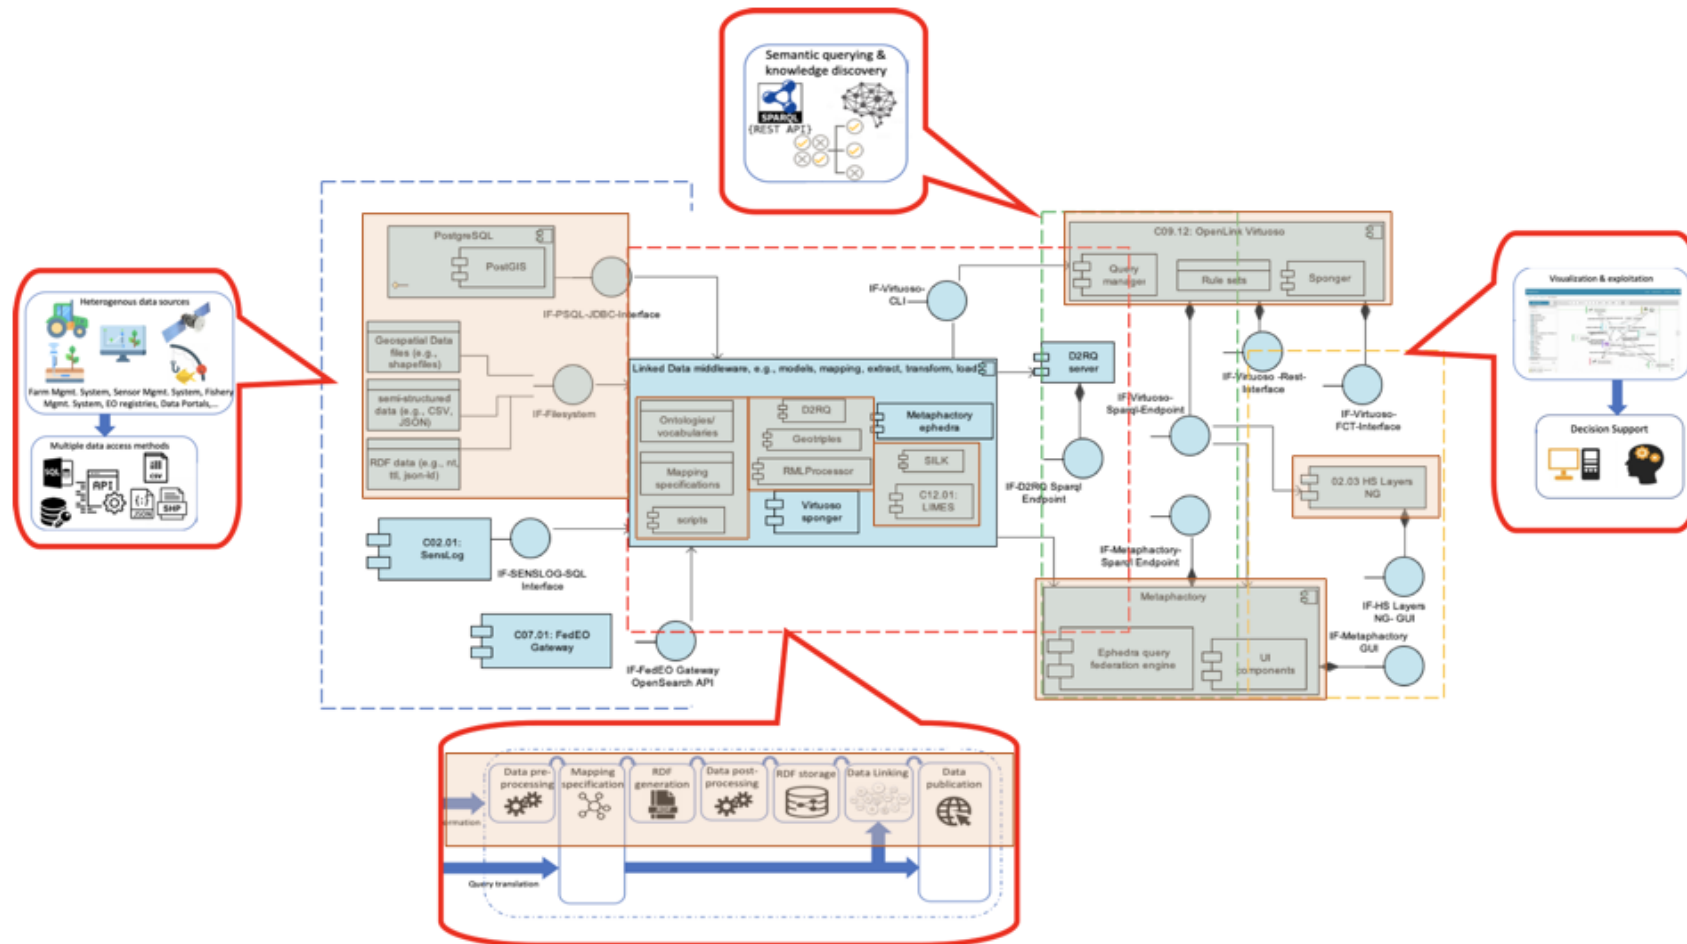 Semantic querying &
knowledge discovery
SPARQL
{REST API}
Heterogenous data sources
Farm Mgmt. System, Sensor Mgmt. System, Fishery
Mgmt. System, EO registries, Data Portals,...
Multiple data access methods
SQL
API
CSV
{;}
JSON
SHP
PostgreSQL
PostGIS
IF-PSQL-JDBC-Interface
Geospatial Data
files (e.g.,
shapefiles)
semi-structured
data (e.g., CSV,
JSON)
RDF data (e.g., nt,
ttl, json-ld)
IF-Filesystem
C02.01:
SensLog
IF-SENSLOG-SQL
Interface
C07.01: FedEO
Gateway
IF-FedEO Gateway
OpenSearch API
Linked Data middleware, e.g., models, mapping, extract, transform, load
Ontologies/
vocabularies
Mapping
specifications
scripts
D2RQ
Geotriples
RMLProcessor
Virtuoso
sponger
Metaphactory
ephedra
SILK
C12.01:
LIMES
IF-Virtuoso-
CLI
D2RQ
server
IF-D2RQ Sparql
Endpoint
C09.12: OpenLink Virtuoso
Query
manager
Rule sets
Sponger
IF-Virtuoso-
Sparql-Endpoint
IF-Virtuoso -Rest-
Interface
IF-Virtuoso-
FCT-Interface
02.03 HS Layers
NG
IF-Metaphactory-
Sparql Endpoint
IF-HS Layers
NG- GUI
Metaphactory
Ephedra query
federation engine
UI
components
IF-Metaphactory
GUI
Visualization & exploitation
Decision Support
Data pre-
processing
Mapping
specification
RDF
generation
Data post-
processing
RDF storage
Data Linking
Data
publication
ormation
Query translation